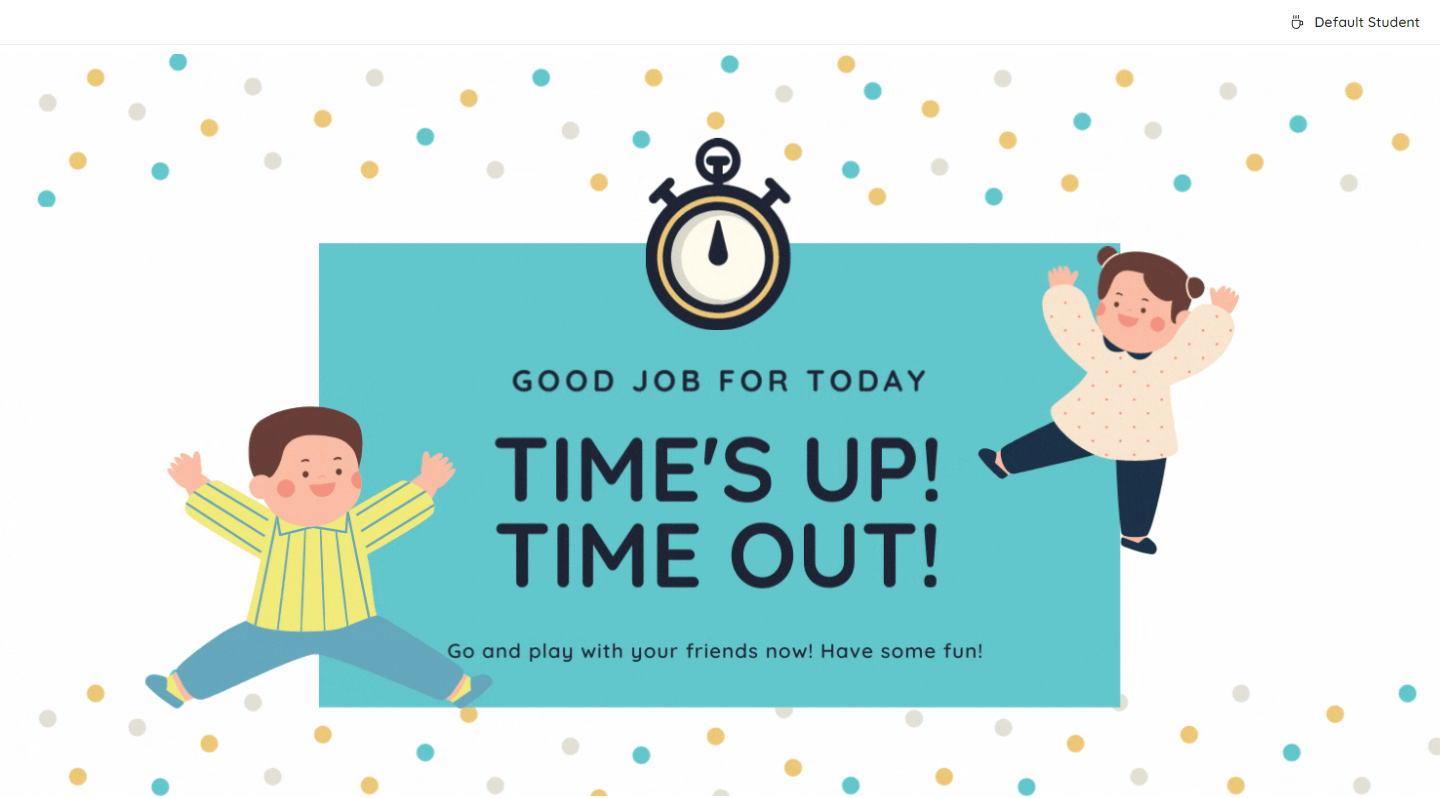 Default Student
GOOD JOB FOR TODAY
TIME'S UP!
TIME OUT!
Go and play with your friends now! Have some fun!